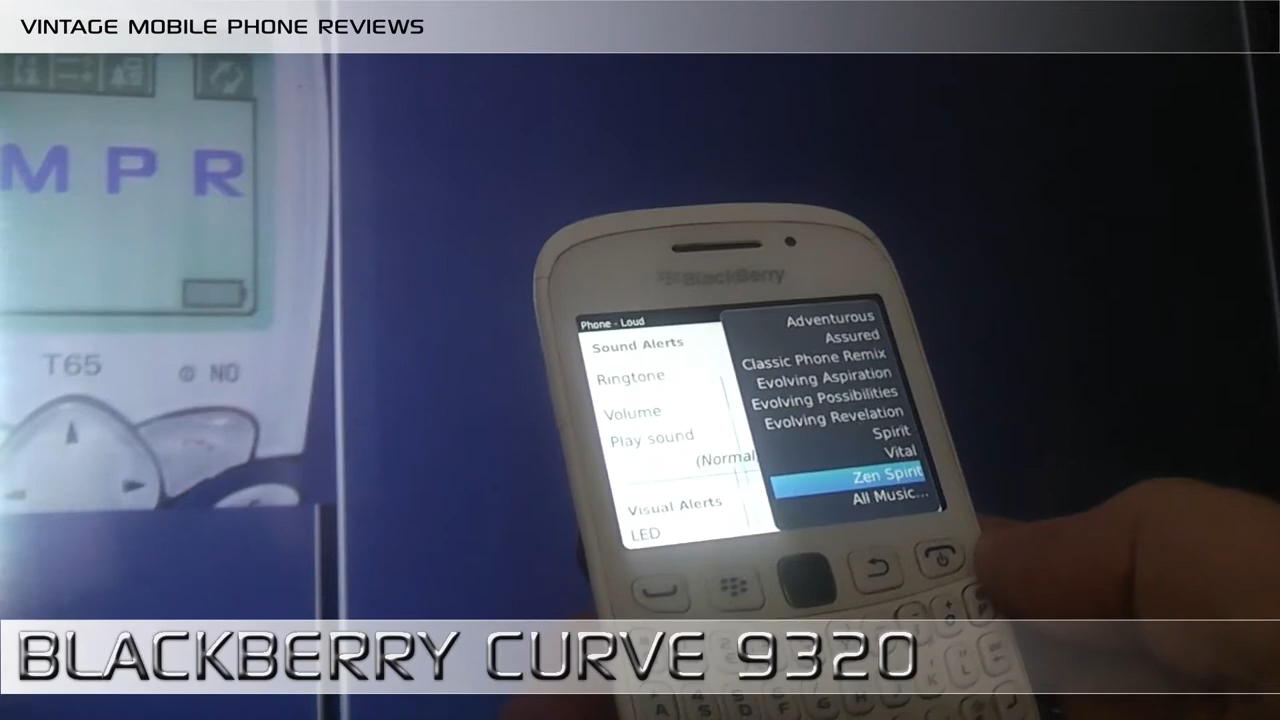 VINTAGE MOBILE PHONE REVIEWS
M P R
T65
NO
BlackBerry
Phone - Loud
Sound Alerts
Ringtone
Volume
Play sound
(Normal
Visual Alerts
LED
Adventurous
Assured
Classic Phone Remix
Evolving Aspiration
Evolving Possibilities
Evolving Revelation
Spirit
Vital
Zen Spirit
All Music...
BLACKBERRY CURVE 9320
A
S
D
F
G
H